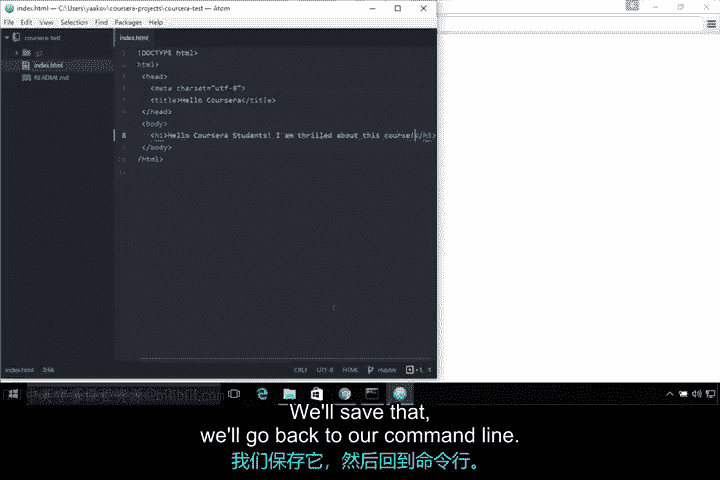 index.html — C:\Users\yaakov\coursera-projects\coursera-test — Atom
File Edit View Selection Find Packages Help
coursera-test
index.html
.git
index.html
README.md
!DOCTYPE html>
html>
<head>
<meta charset="utf-8">
<title>Hello Coursera</title>
</head>
<body>
8 <h1>Hello Coursera Students! I am thrilled about this course!</h1>
</body>
/html>
index.html
CRLF UTF-8 HTML master +1, -1
We'll save that,
we'll go back to our command line.
我们保存它，然后回到命令行。